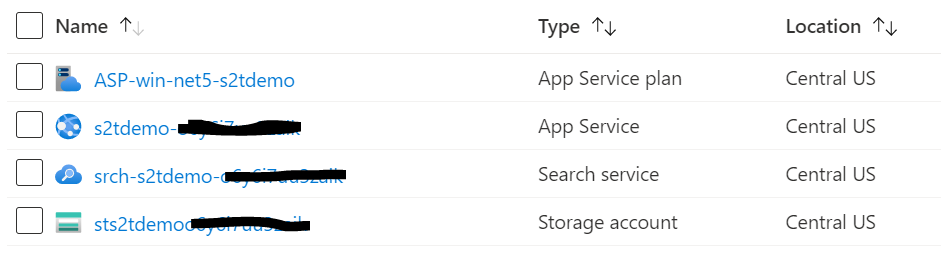 Name ↑↓ Type ↑↓ Location ↑↓
ASP-win-net5-s2tdemo App Service plan Central US
s2tdemo- App Service Central US
srch-s2tdemo- Search service Central US
sts2tdemo Storage account Central US